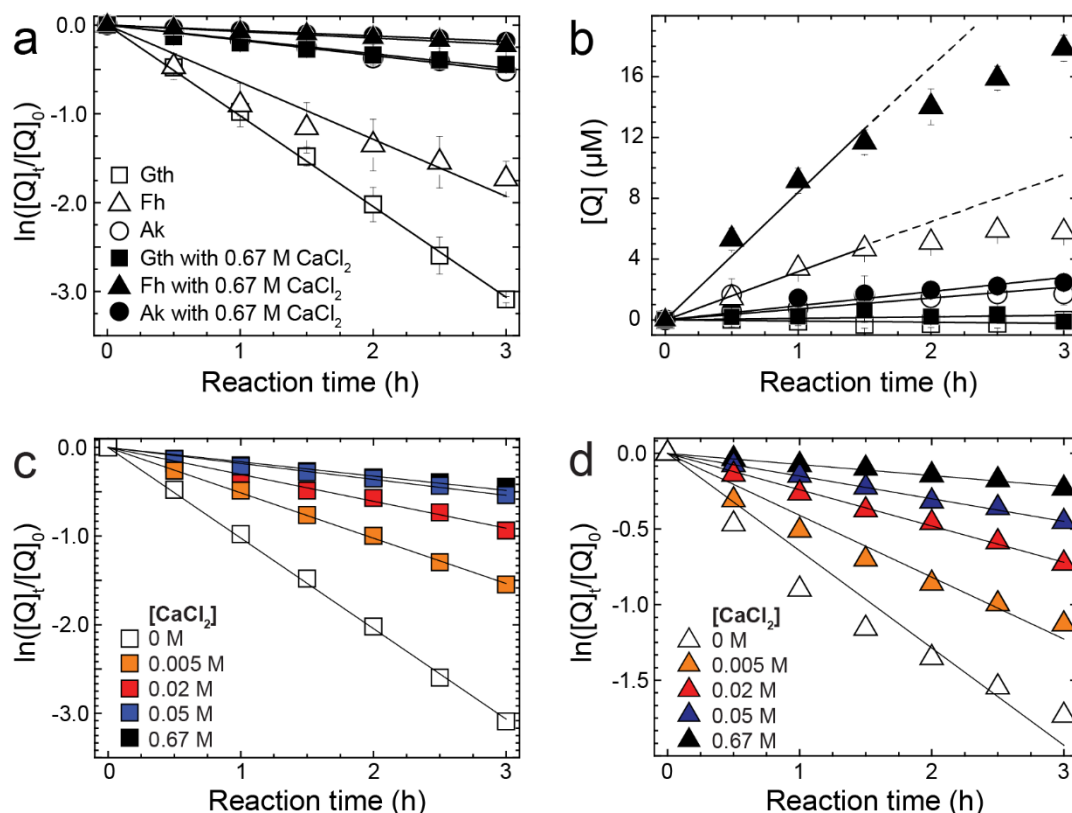 a
ln([Q]t/[Q]0)
0.0
-1.0
-2.0
-3.0
Gth
Fh
Ak
Gth with 0.67 M CaCl2
Fh with 0.67 M CaCl2
Ak with 0.67 M CaCl2
0 1 2 3
Reaction time (h)
b
[Q] (µM)
16
12
8
4
0
0 1 2 3
Reaction time (h)
c
ln([Q]t/[Q]0)
0.0
-1.0
-2.0
-3.0
[CaCl2]
0 M
0.005 M
0.02 M
0.05 M
0.67 M
0 1 2 3
Reaction time (h)
d
ln([Q]t/[Q]0)
0.0
-0.5
-1.0
-1.5
[CaCl2]
0 M
0.005 M
0.02 M
0.05 M
0.67 M
0 1 2 3
Reaction time (h)